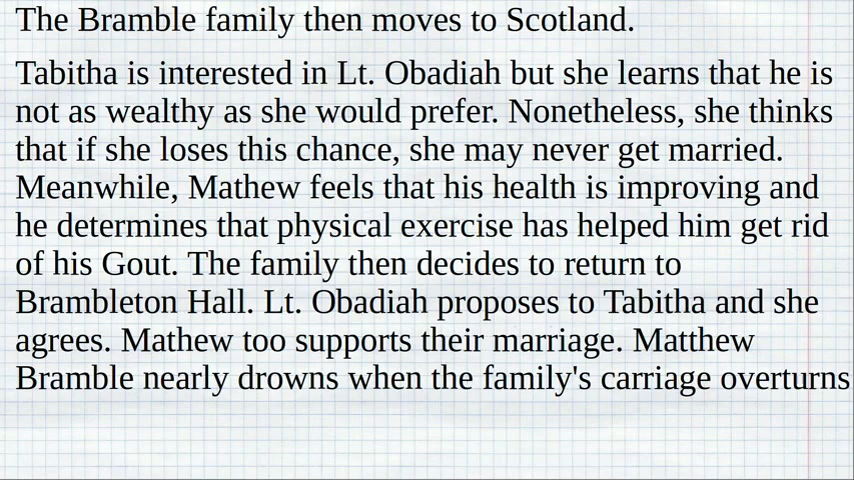 The Bramble family then moves to Scotland.
Tabitha is interested in Lt. Obadiah but she learns that he is
not as wealthy as she would prefer. Nonetheless, she thinks
that if she loses this chance, she may never get married.
Meanwhile, Mathew feels that his health is improving and
he determines that physical exercise has helped him get rid
of his Gout. The family then decides to return to
Brambleton Hall. Lt. Obadiah proposes to Tabitha and she
agrees. Mathew too supports their marriage. Matthew
Bramble nearly drowns when the family's carriage overturns